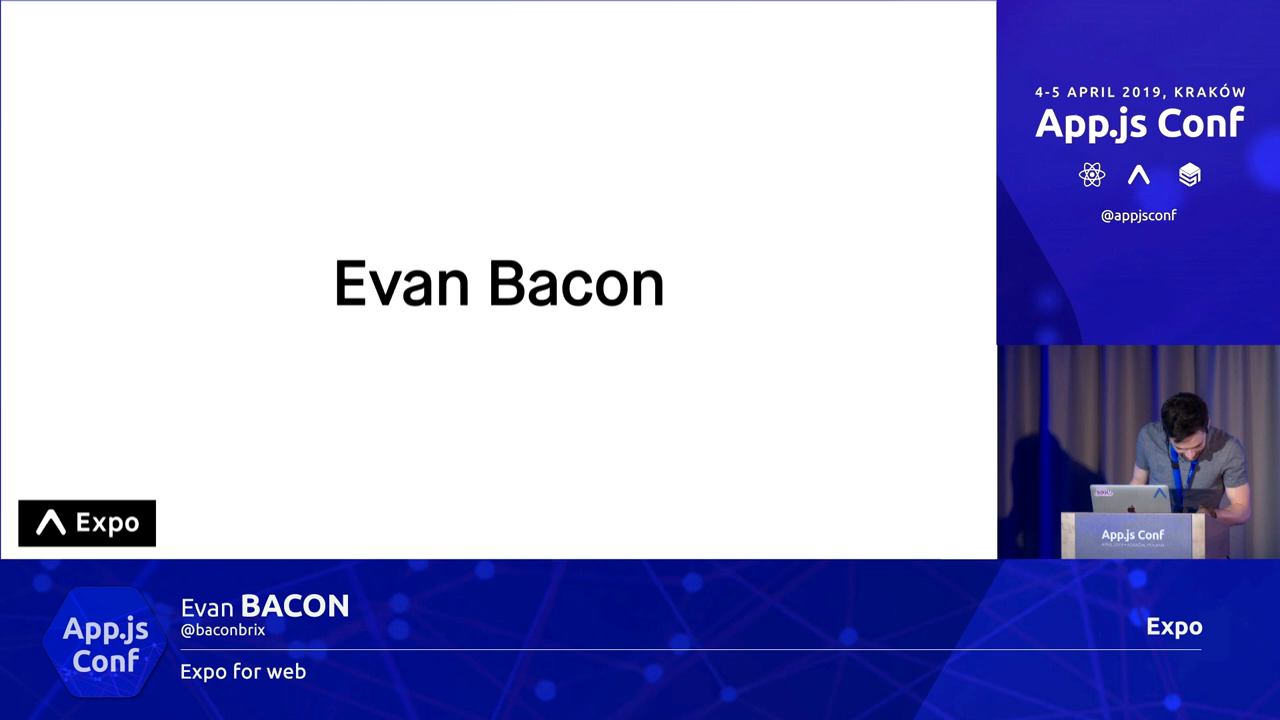 Evan Bacon
Expo
4-5 APRIL 2019, KRAKÓW
App.js Conf
@appjsconf
App.js Conf
App.js
Conf
Evan BACON
@baconbrix
Expo for web
Expo